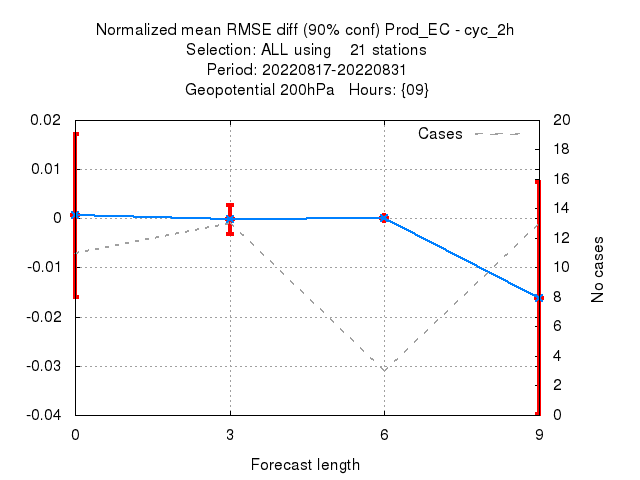 Normalized mean RMSE diff (90% conf) Prod_EC - cyc_2h
Selection: ALL using    21 stations
Period: 20220817-20220831
Geopotential 200hPa   Hours: {09}
Cases
0.02
0.01
0
-0.01
-0.02
-0.03
-0.04
20
18
16
14
12
10
8
6
4
2
0
No cases
0 3 6 9
Forecast length